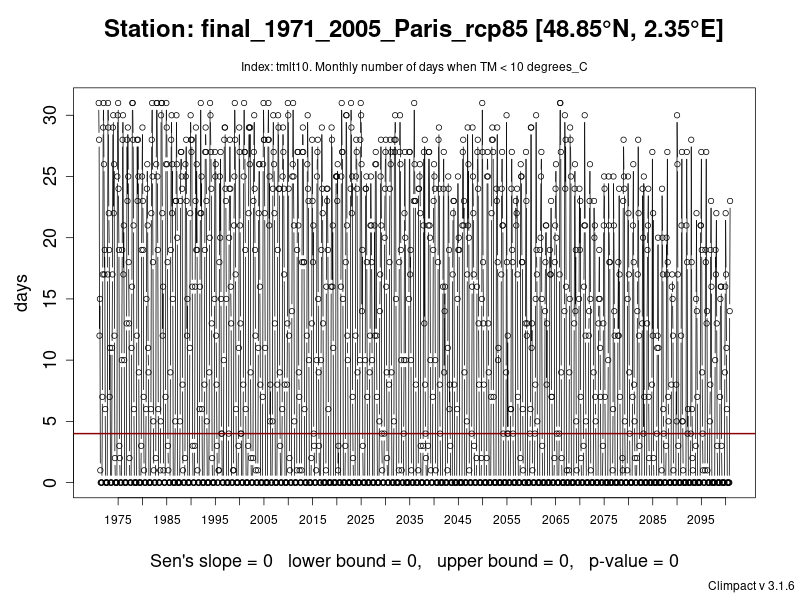 Station: final_1971_2005_Paris_rcp85 [48.85°N, 2.35°E]
Index: tmlt10. Monthly number of days when TM < 10 degrees_C
days
30
25
20
15
10
5
0
1975 1985 1995 2005 2015 2025 2035 2045 2055 2065 2075 2085 2095
Sen's slope = 0 lower bound = 0, upper bound = 0, p-value = 0
Climpact v 3.1.6